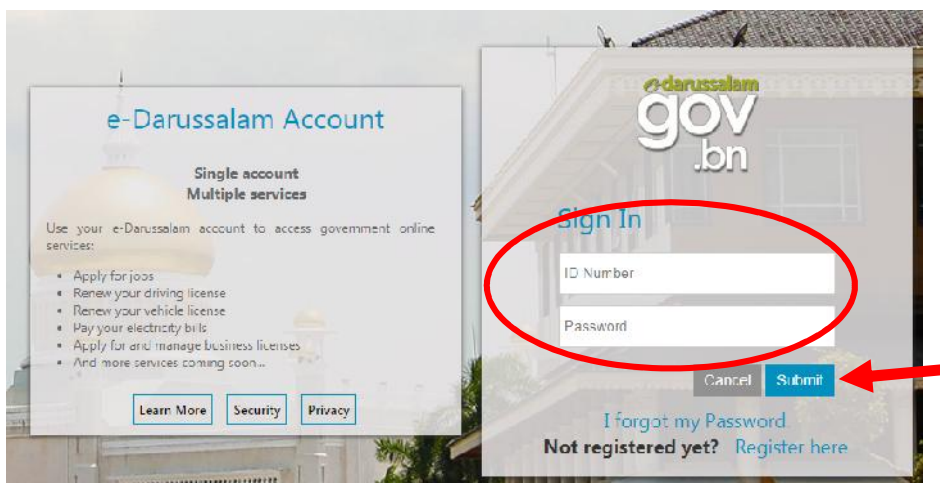 e-Darussalam Account
Single account
Multiple services
Use your e-Darussalam account to access government online
services:
Apply for jobs
Renew your driving license
Renew your vehicle license
Pay your electricity bills
Apply for and manage business licenses
And more services coming soon...
Learn More Security Privacy
e-darussalam
gov
.bn
Sign In
ID Number
Password
Cancel Submit
I forgot my Password
Not registered yet? Register here